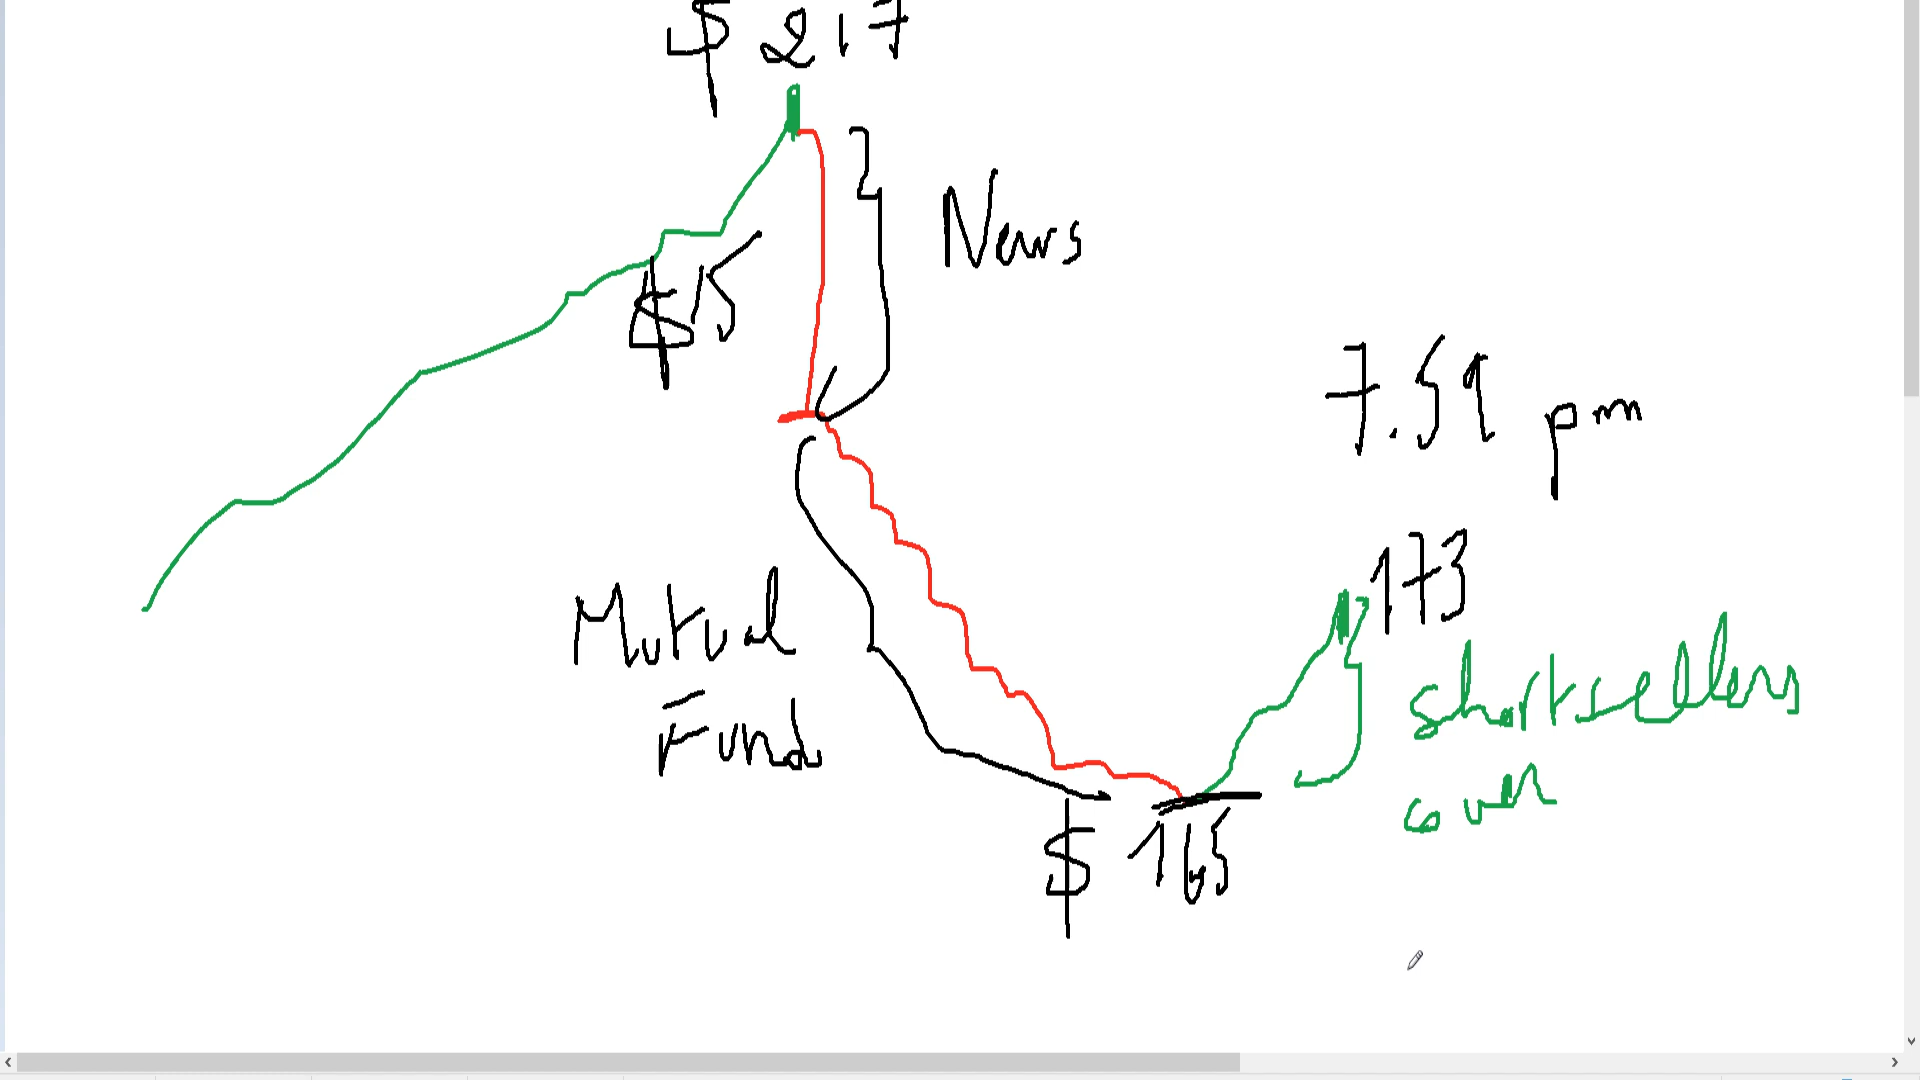 $ 217
News
$15
7.59 pm
173
Mutual
Fund
shortsellers
cover
$ 165